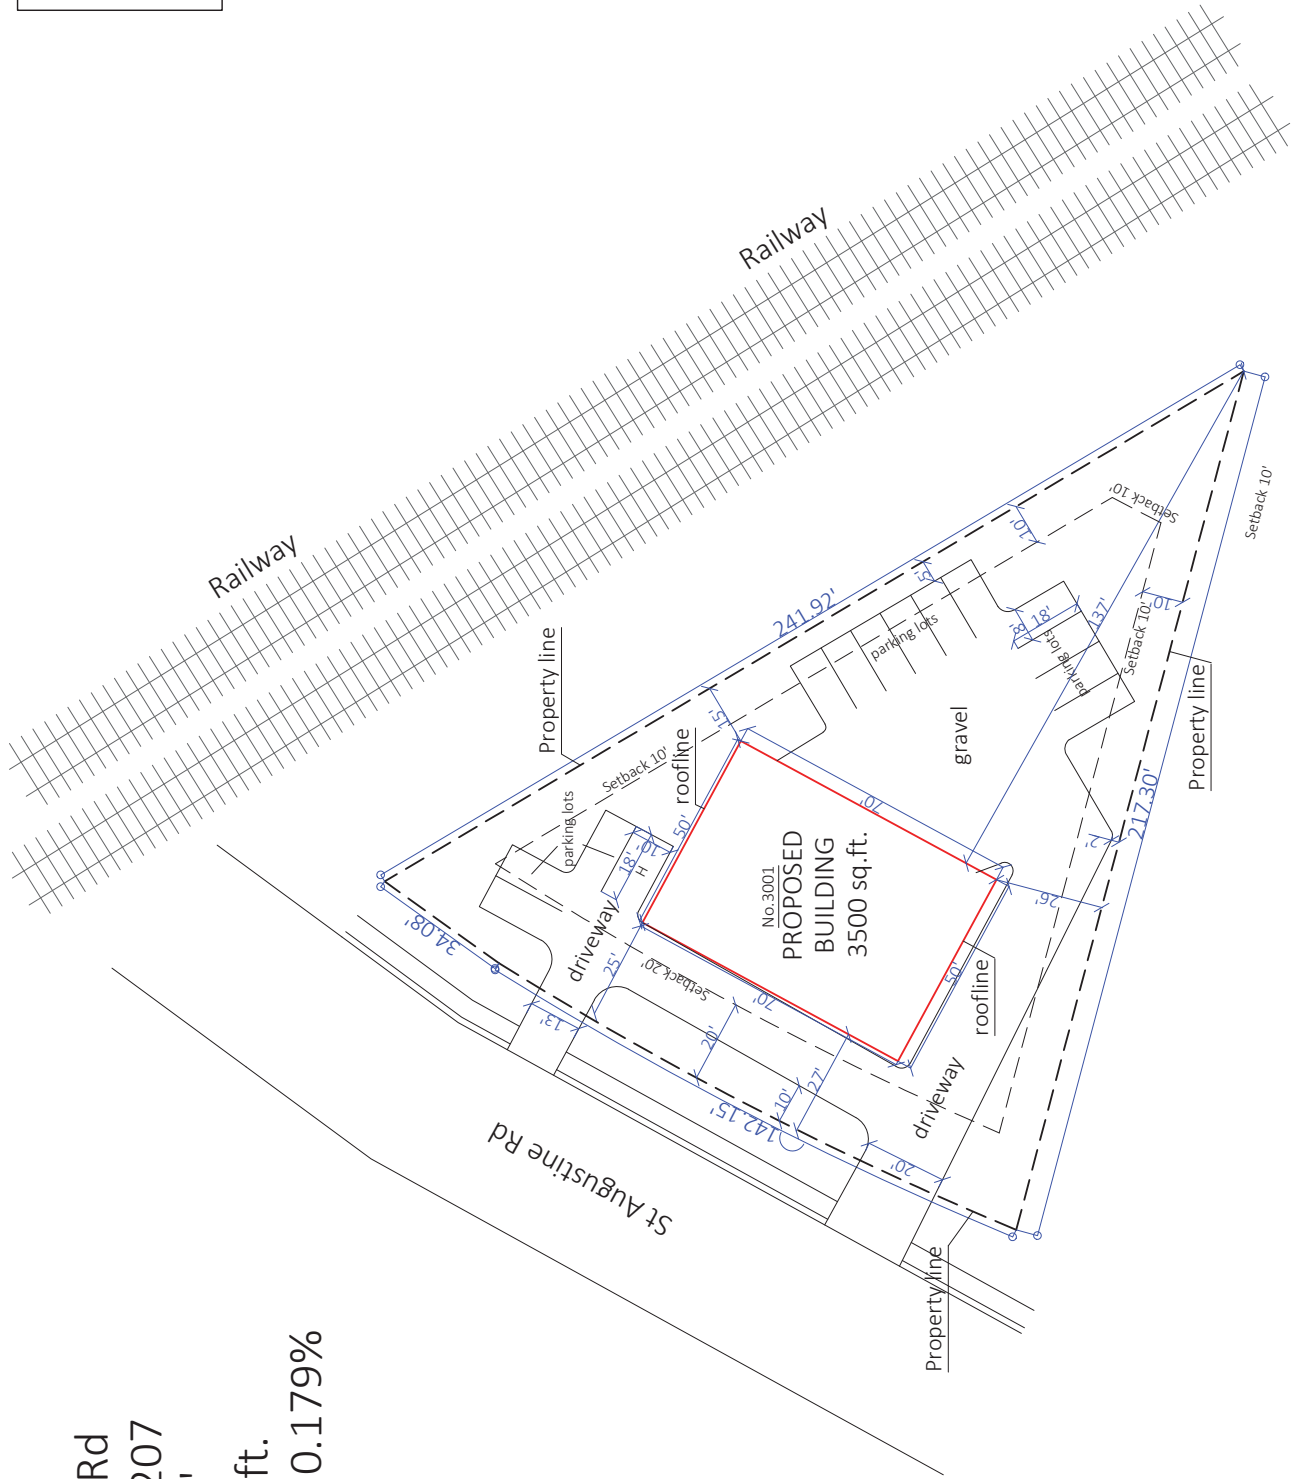 Railway
Railway
Property line
241.92'
parking lots
Setback 10'
roofline
15'
5'
10'
Setback 10'
parking lots
34.08'
parking lots
18'
10'
H
50'
driveway
25'
Setback 20'
13'
70'
gravel
8'
18'
parking lots
137'
Setback 10'
10'
Setback 10'
Property line
No.3001
PROPOSED
BUILDING
3500 sq.ft.
70'
20'
10'
27'
142.15'
50'
roofline
26'
2'
217.30'
driveway
20'
St Augustine Rd
Property line
Rd
207
'
ft.
0.179%